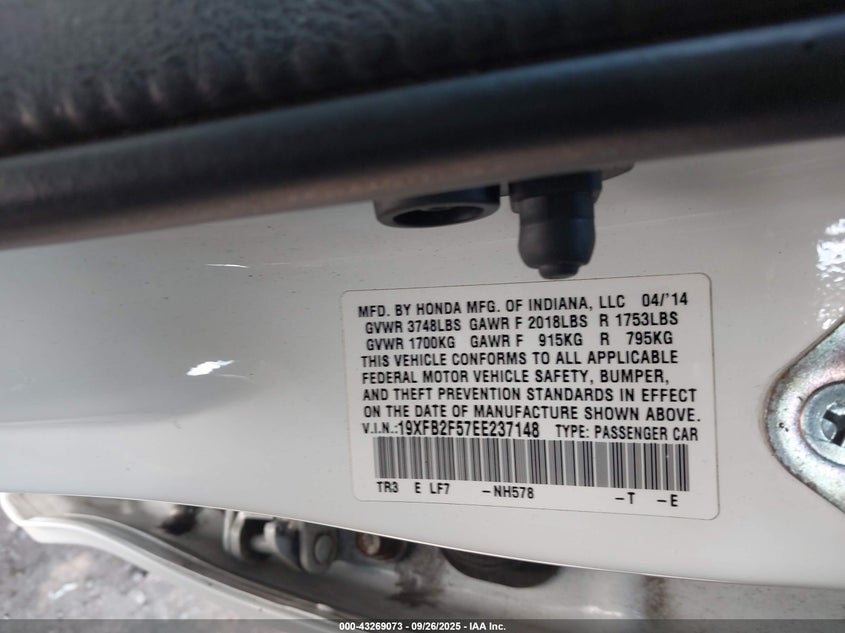 MFD. BY HONDA MFG. OF INDIANA, LLC 04/'14
GVWR 3748LBS GAWR F 2018LBS R 1753LBS
GVWR 1700KG GAWR F 915KG R 795KG
THIS VEHICLE CONFORMS TO ALL APPLICABLE
FEDERAL MOTOR VEHICLE SAFETY, BUMPER,
AND THEFT PREVENTION STANDARDS IN EFFECT
ON THE DATE OF MANUFACTURE SHOWN ABOVE.
V.I.N.:19XFB2F57EE237148 TYPE: PASSENGER CAR
TR3 E LF7 -NH578 -T -E
000-43269073 - 09/26/2025 - IAA Inc.